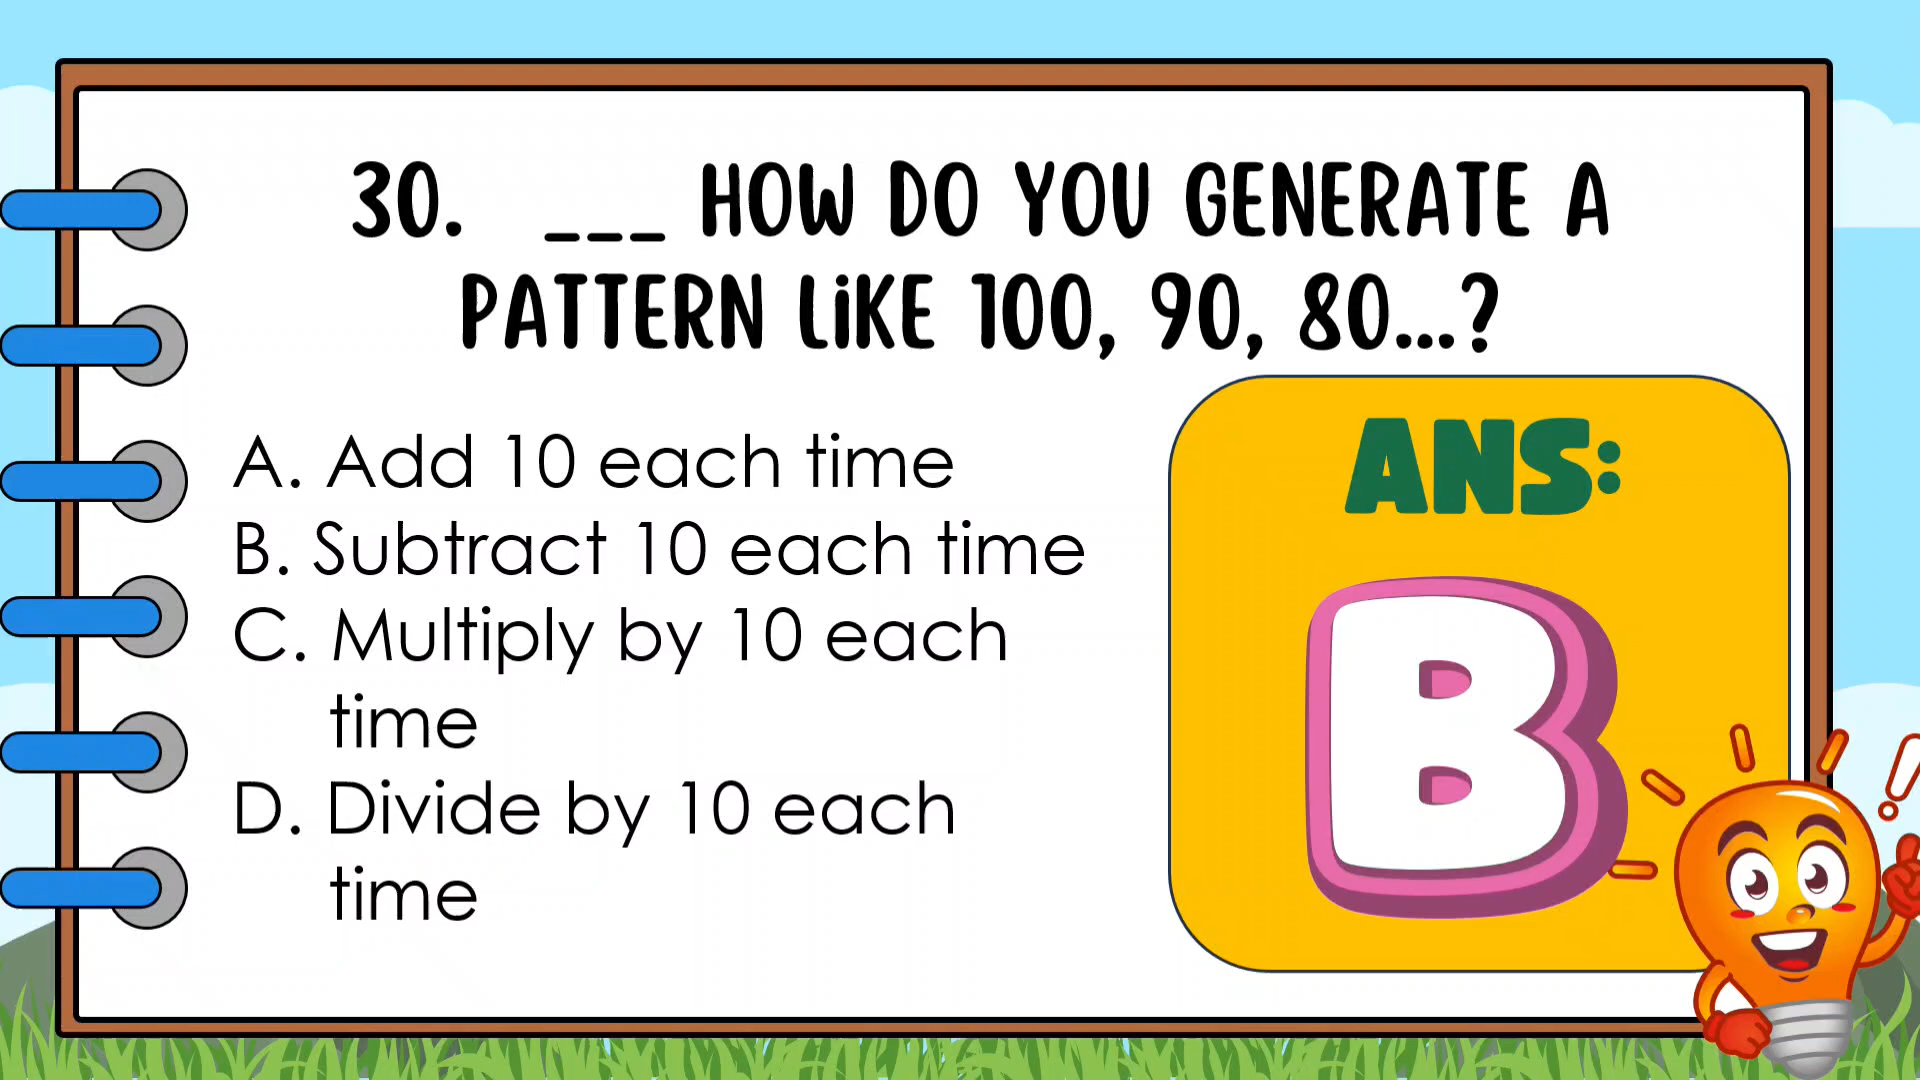 30. ___ HOW DO YOU GENERATE A
PATTERN LiKE 100, 90, 80...?
A. Add 10 each time
B. Subtract 10 each time
C. Multiply by 10 each
time
D. Divide by 10 each
time
ANS:
B